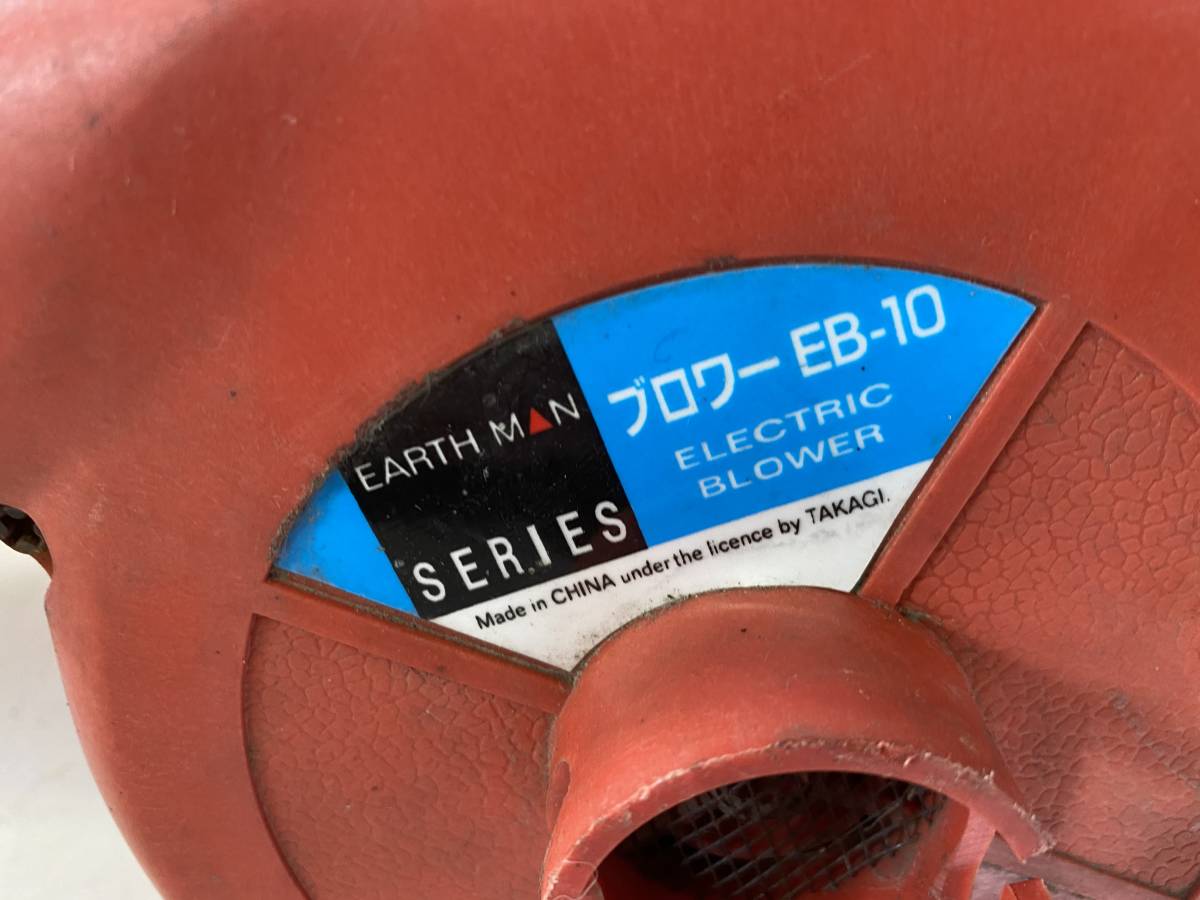 EARTH MAN
SERIES
ブロワー EB-10
ELECTRIC
BLOWER
Made in CHINA under the licence by TAKAGI.